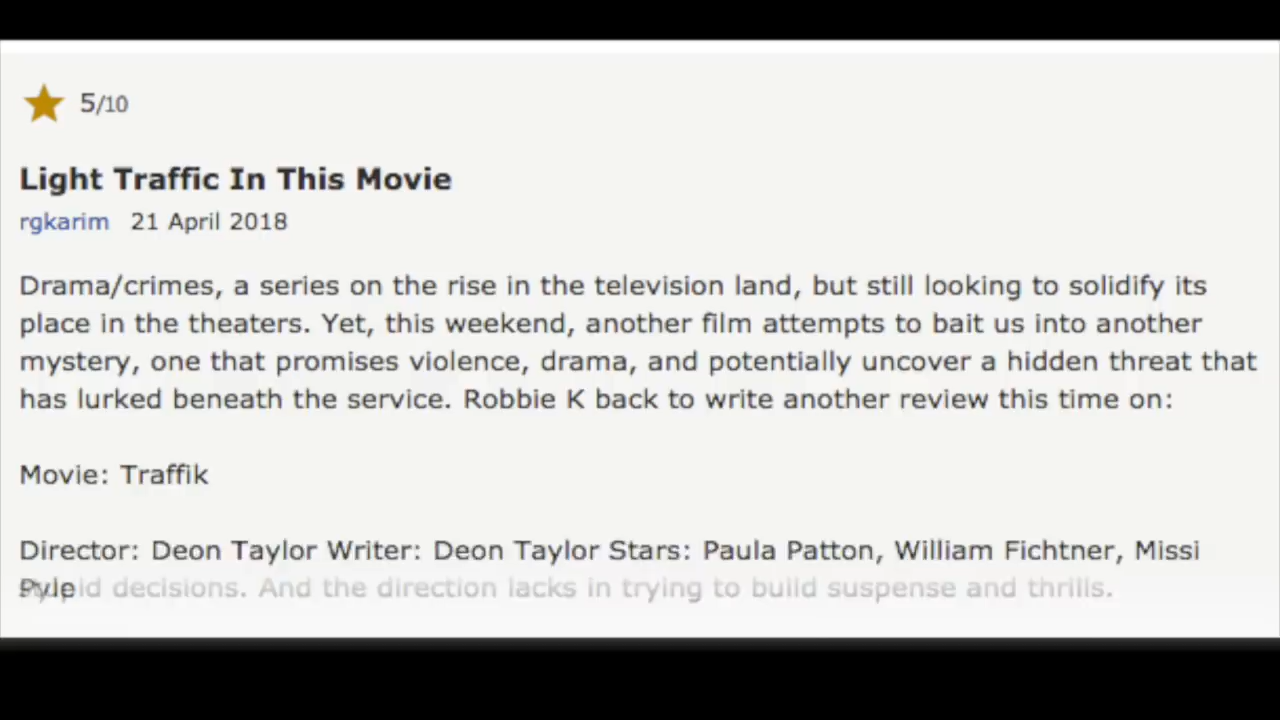 5/10
Light Traffic In This Movie
rgkarim 21 April 2018
Drama/crimes, a series on the rise in the television land, but still looking to solidify its
place in the theaters. Yet, this weekend, another film attempts to bait us into another
mystery, one that promises violence, drama, and potentially uncover a hidden threat that
has lurked beneath the service. Robbie K back to write another review this time on:
Movie: Traffik
Director: Deon Taylor Writer: Deon Taylor Stars: Paula Patton, William Fichtner, Missi
Pyle
decisions. And the direction lacks in trying to build suspense and thrills.